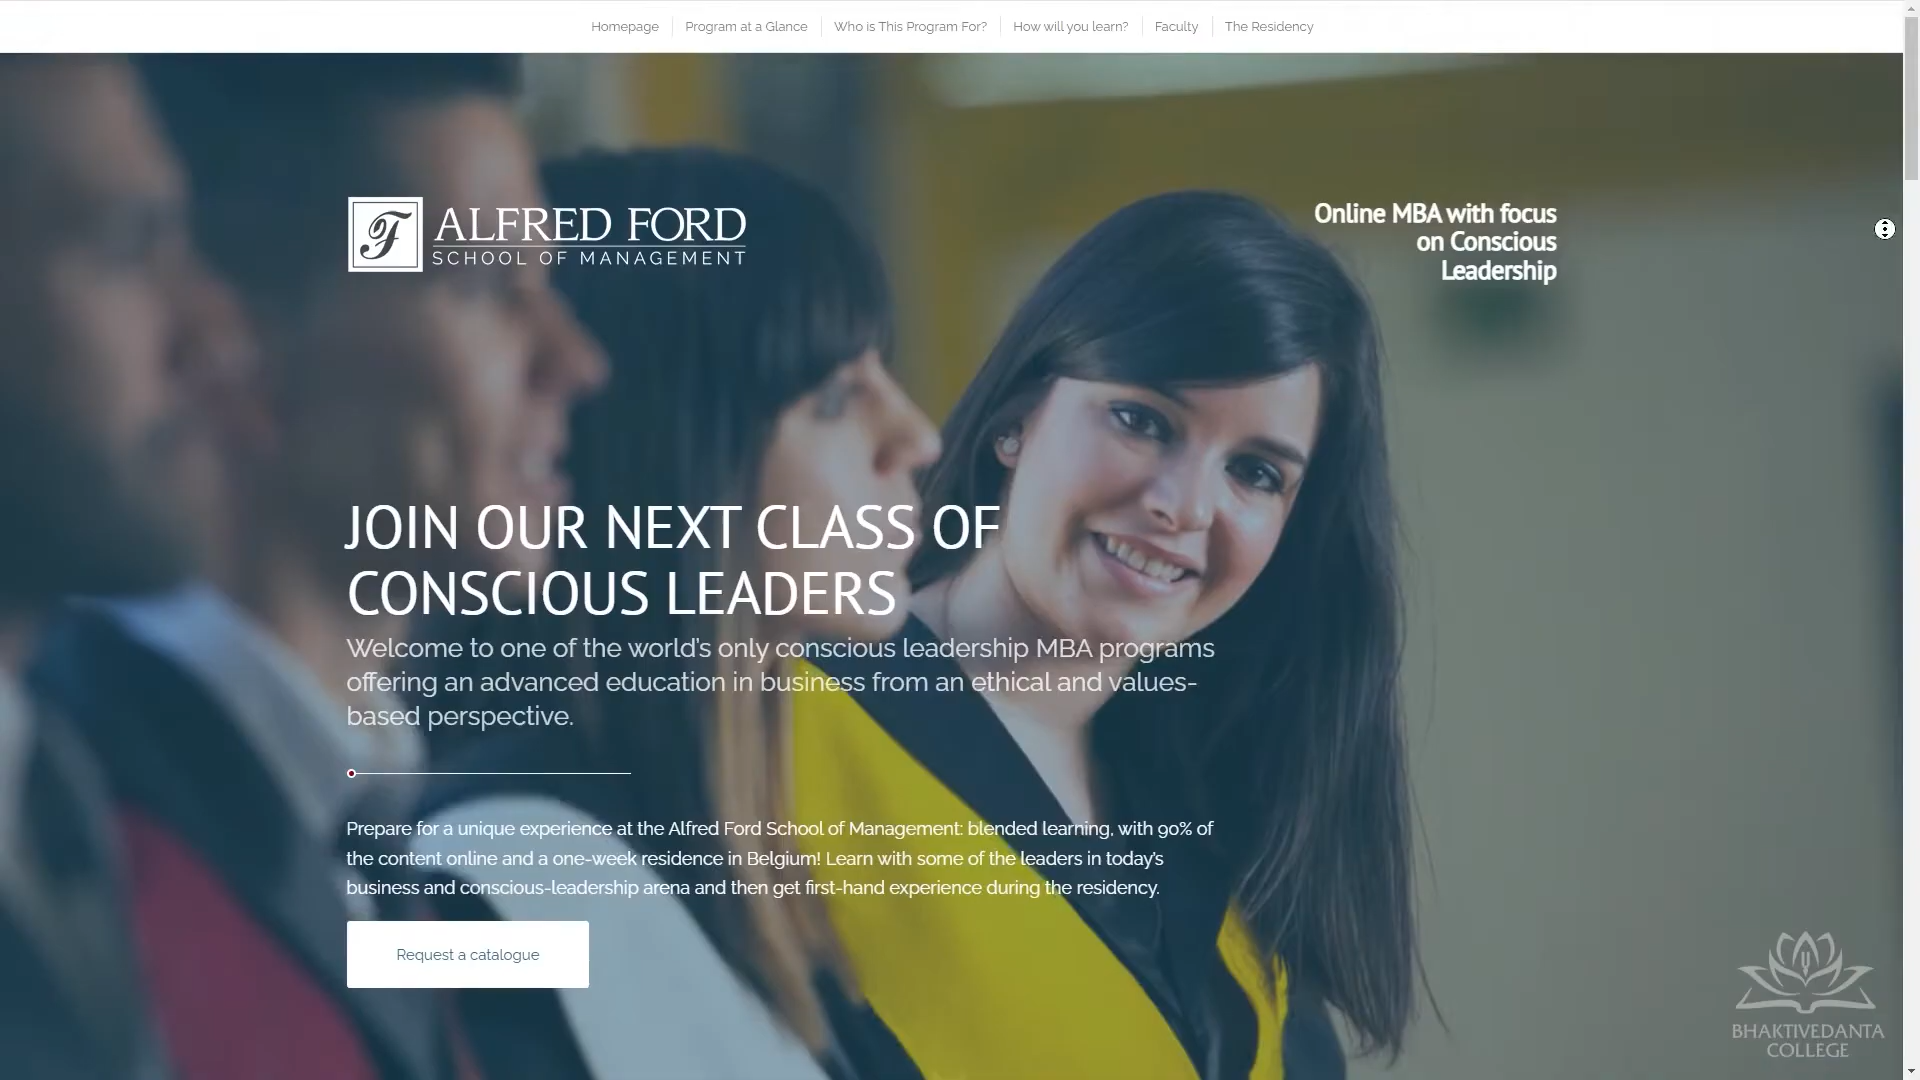 Homepage
Program at a Glance
Who is This Program For?
How will you learn?
Faculty
The Residency
ALFRED FORD
SCHOOL OF MANAGEMENT
Online MBA with focus
on Conscious
Leadership
JOIN OUR NEXT CLASS OF
CONSCIOUS LEADERS
Welcome to one of the world's only conscious leadership MBA programs
offering an advanced education in business from an ethical and values-
based perspective.
Prepare for a unique experience at the Alfred Ford School of Management: blended learning, with 90% of
the content online and a one-week residence in Belgium! Learn with some of the leaders in today's
business and conscious-leadership arena and then get first-hand experience during the residency.
Request a catalogue
BHAKTIVEDANTA
COLLEGE